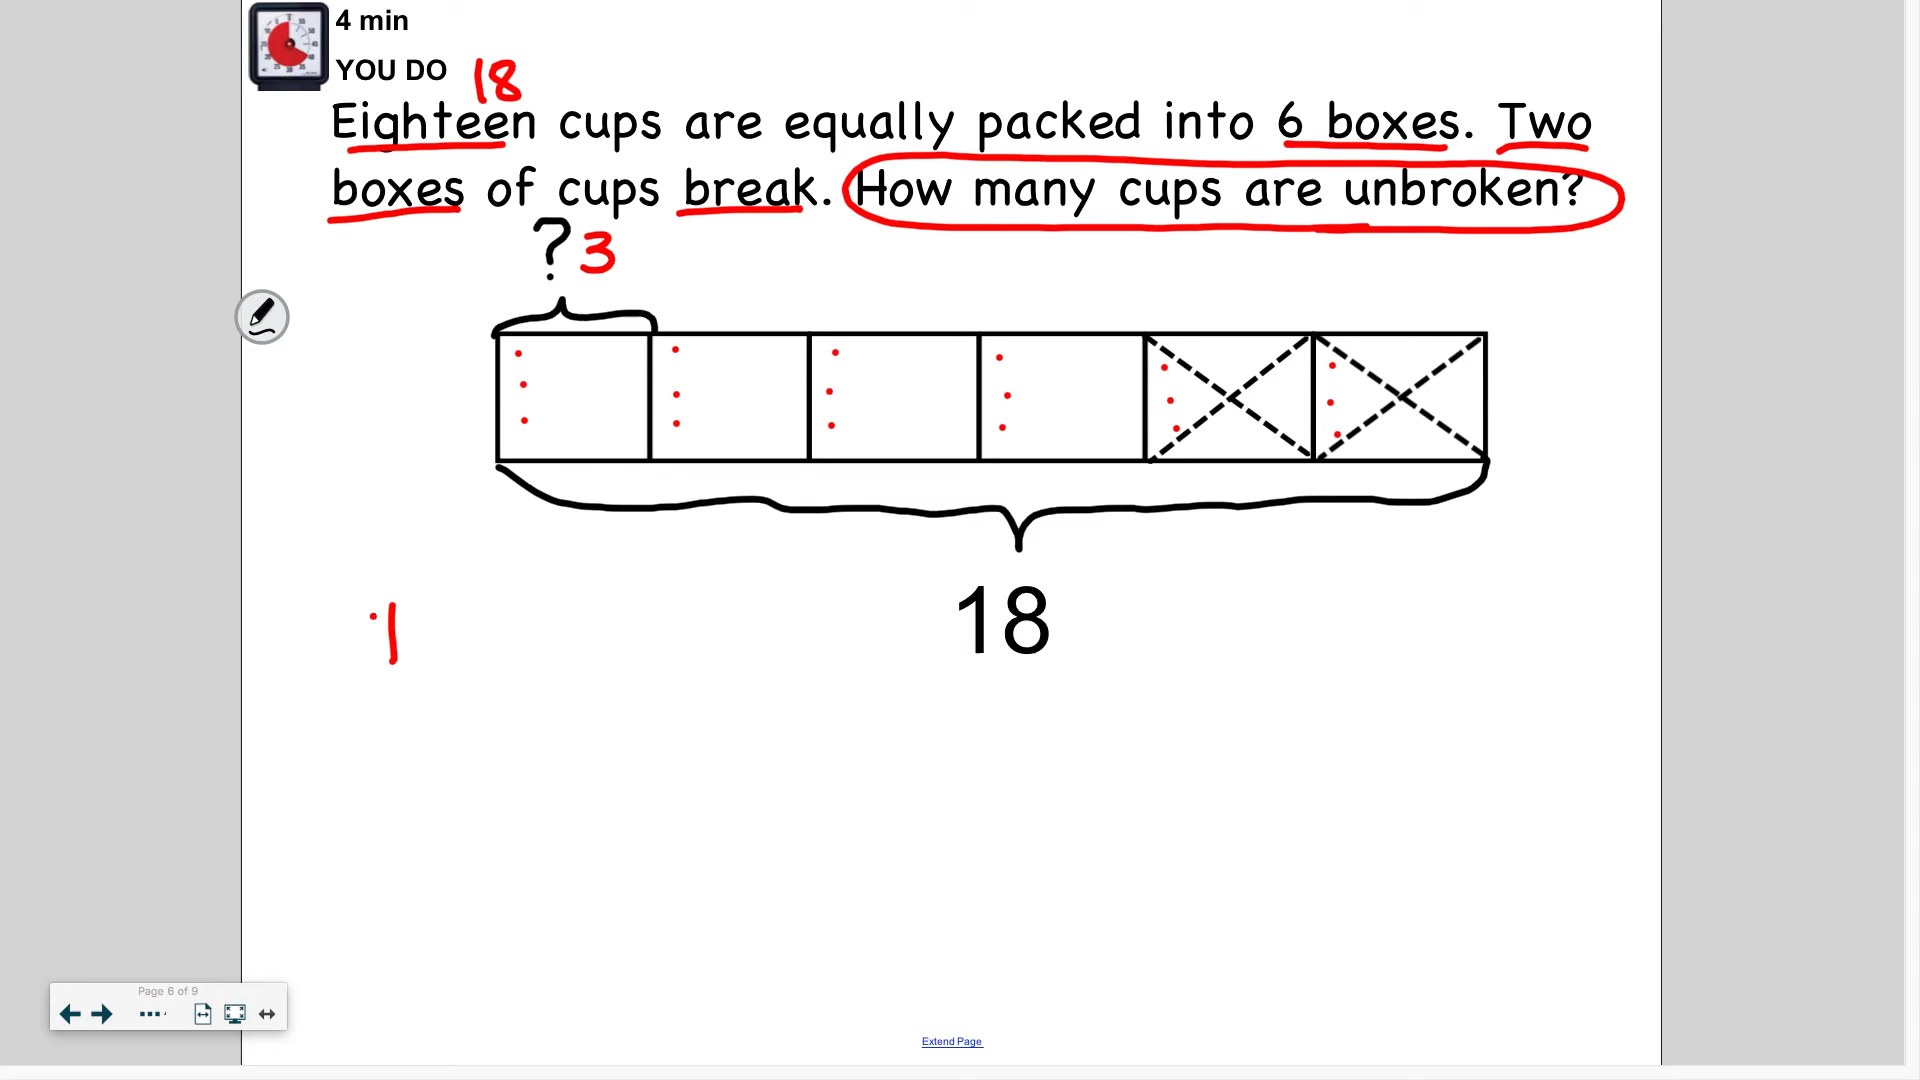 4 min
YOU DO 18
Eighteen cups are equally packed into 6 boxes. Two
boxes of cups break. How many cups are unbroken?
? 3
18
1
Page 6 of 9
Extend Page